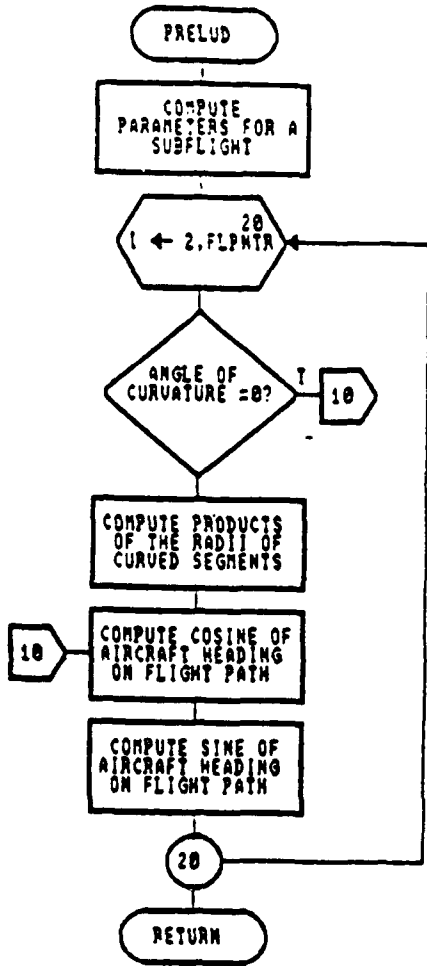 PRELUD
COMPUTE
PARAMETERS FOR A
SUBFLIGHT
20
I ← 2,FLPNTR
ANGLE OF
CURVATURE =0?
T
10
COMPUTE PRODUCTS
OF THE RADII OF
CURVED SEGMENTS
10
COMPUTE COSINE OF
AIRCRAFT HEADING
ON FLIGHT PATH
COMPUTE SINE OF
AIRCRAFT HEADING
ON FLIGHT PATH
20
RETURN